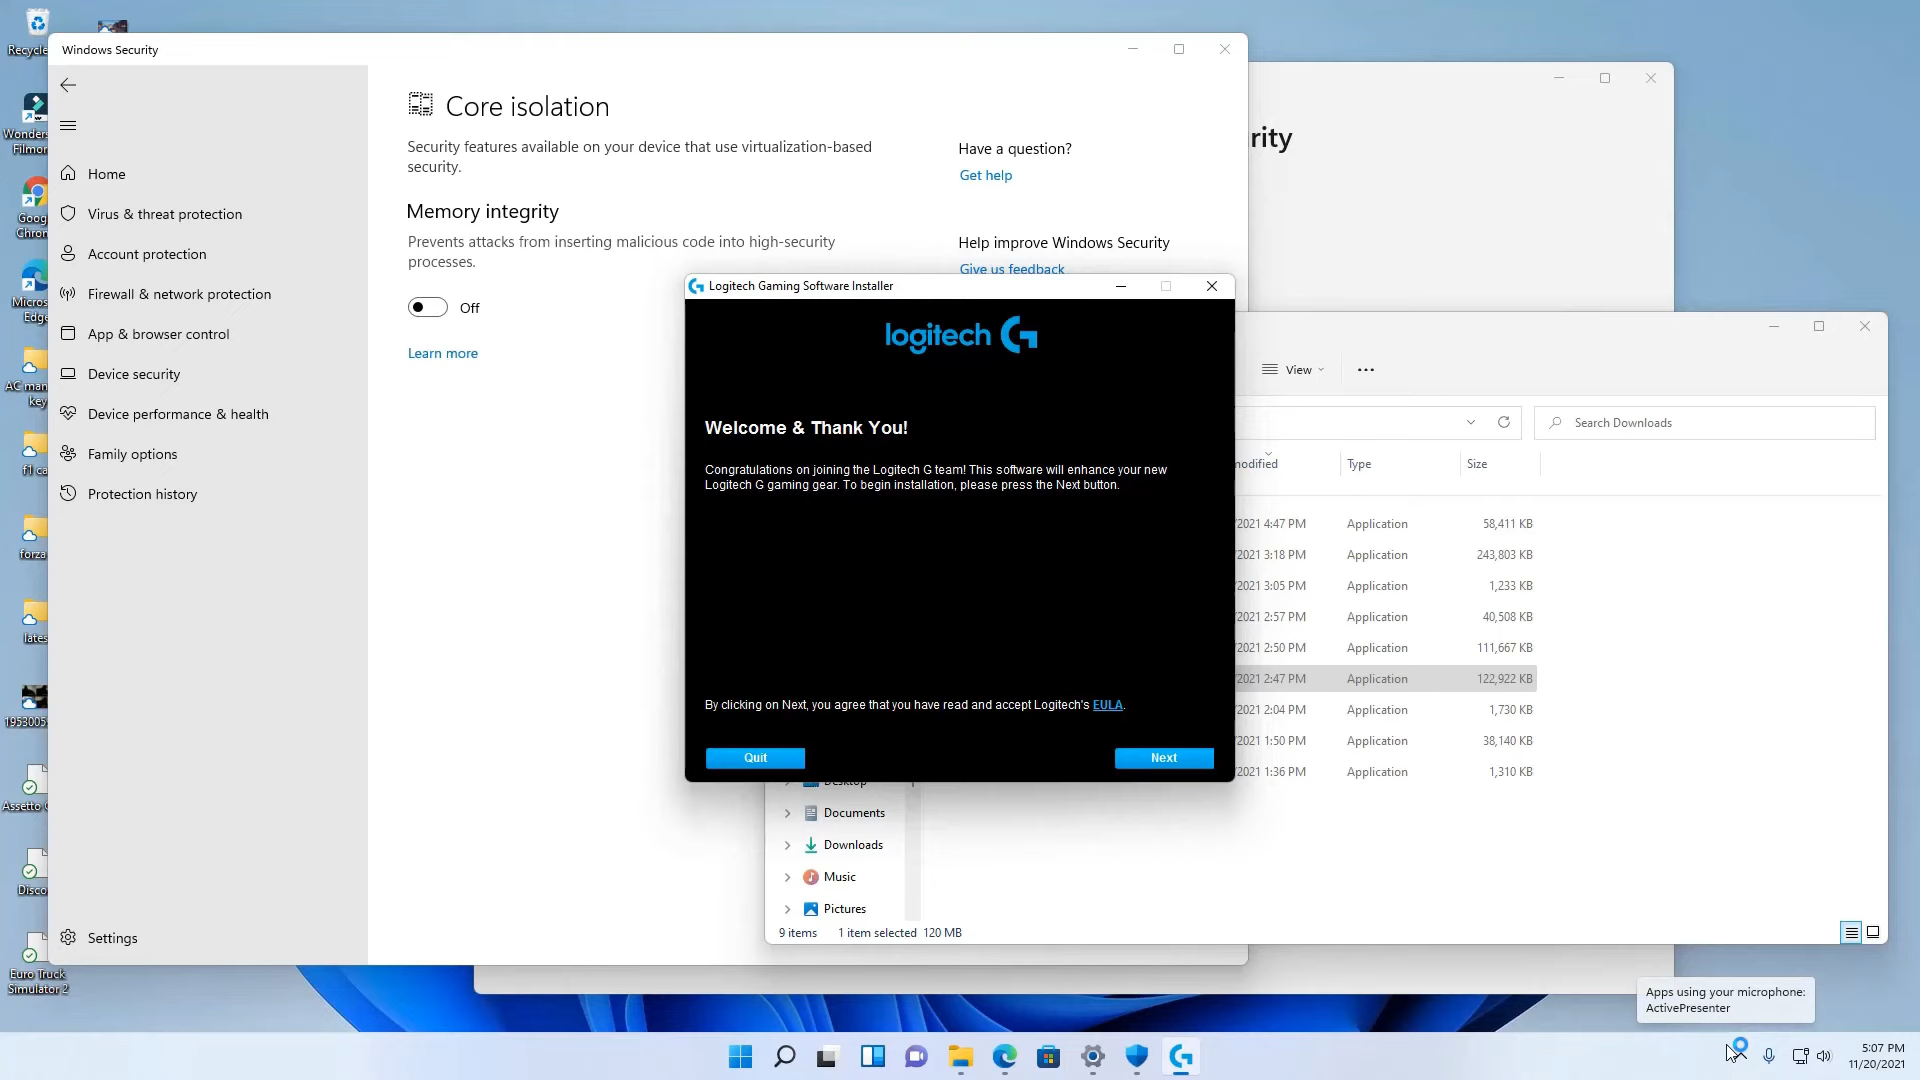 Recycle
Wonders
Filmor
Goog
Chron
Micros
Edge
AC man
key
f1 ca
forza
lates
1953005
Assetto
Disco
Euro Truck
Simulator 2
Windows Security
Home
Virus & threat protection
Account protection
Firewall & network protection
App & browser control
Device security
Device performance & health
Family options
Protection history
Settings
Core isolation
Security features available on your device that use virtualization-based
security.
Memory integrity
Prevents attacks from inserting malicious code into high-security
processes.
Off
Learn more
Have a question?
Get help
Help improve Windows Security
Give us feedback
rity
Logitech Gaming Software Installer
logitech G
Welcome & Thank You!
Congratulations on joining the Logitech G team! This software will enhance your new
Logitech G gaming gear. To begin installation, please press the Next button.
By clicking on Next, you agree that you have read and accept Logitech's EULA.
Quit
Next
View
Search Downloads
modified Type Size
/2021 4:47 PM Application 58,411 KB
/2021 3:18 PM Application 243,803 KB
/2021 3:05 PM Application 1,233 KB
/2021 2:57 PM Application 40,508 KB
/2021 2:50 PM Application 111,667 KB
/2021 2:47 PM Application 122,922 KB
/2021 2:04 PM Application 1,730 KB
/2021 1:50 PM Application 38,140 KB
/2021 1:36 PM Application 1,310 KB
Desktop
Documents
Downloads
Music
Pictures
9 items 1 item selected 120 MB
Apps using your microphone:
ActivePresenter
5:07 PM
11/20/2021